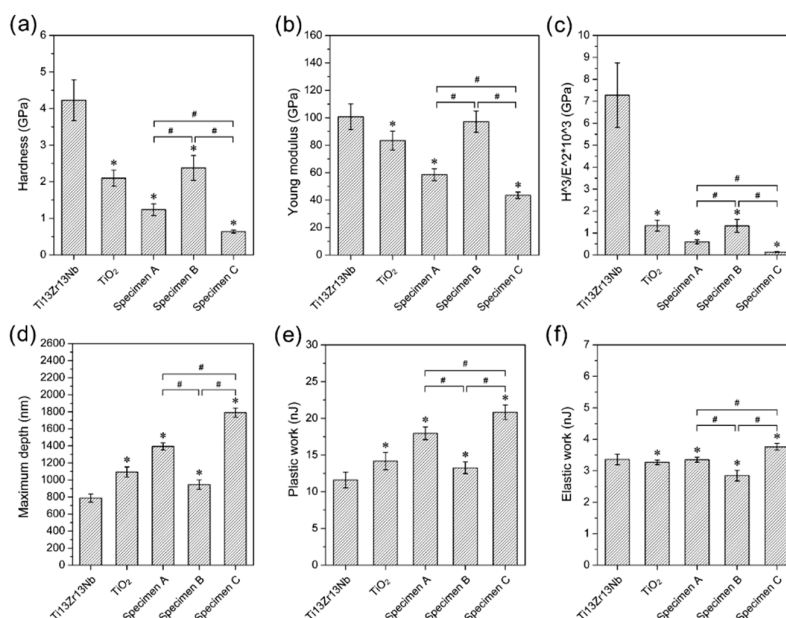 (a)
6
5
4
3
2
1
0
Hardness (GPa)
*
*
*
*
#
#
#
Ti13Zr13Nb
TiO₂
Specimen A
Specimen B
Specimen C
(b)
160
140
120
100
80
60
40
20
0
Young modulus (GPa)
*
*
*
#
#
#
Ti13Zr13Nb
TiO₂
Specimen A
Specimen B
Specimen C
(c)
10
9
8
7
6
5
4
3
2
1
0
H^3/E^2*10^3 (GPa)
*
*
*
*
#
#
#
Ti13Zr13Nb
TiO₂
Specimen A
Specimen B
Specimen C
(d)
2600
2400
2200
2000
1800
1600
1400
1200
1000
800
600
400
200
0
Maximum depth (nm)
*
*
*
*
#
#
#
Ti13Zr13Nb
TiO₂
Specimen A
Specimen B
Specimen C
(e)
30
25
20
15
10
5
0
Plastic work (nJ)
*
*
*
*
#
#
#
Ti13Zr13Nb
TiO₂
Specimen A
Specimen B
Specimen C
(f)
7
6
5
4
3
2
1
0
Elastic work (nJ)
*
*
*
*
#
#
#
Ti13Zr13Nb
TiO₂
Specimen A
Specimen B
Specimen C